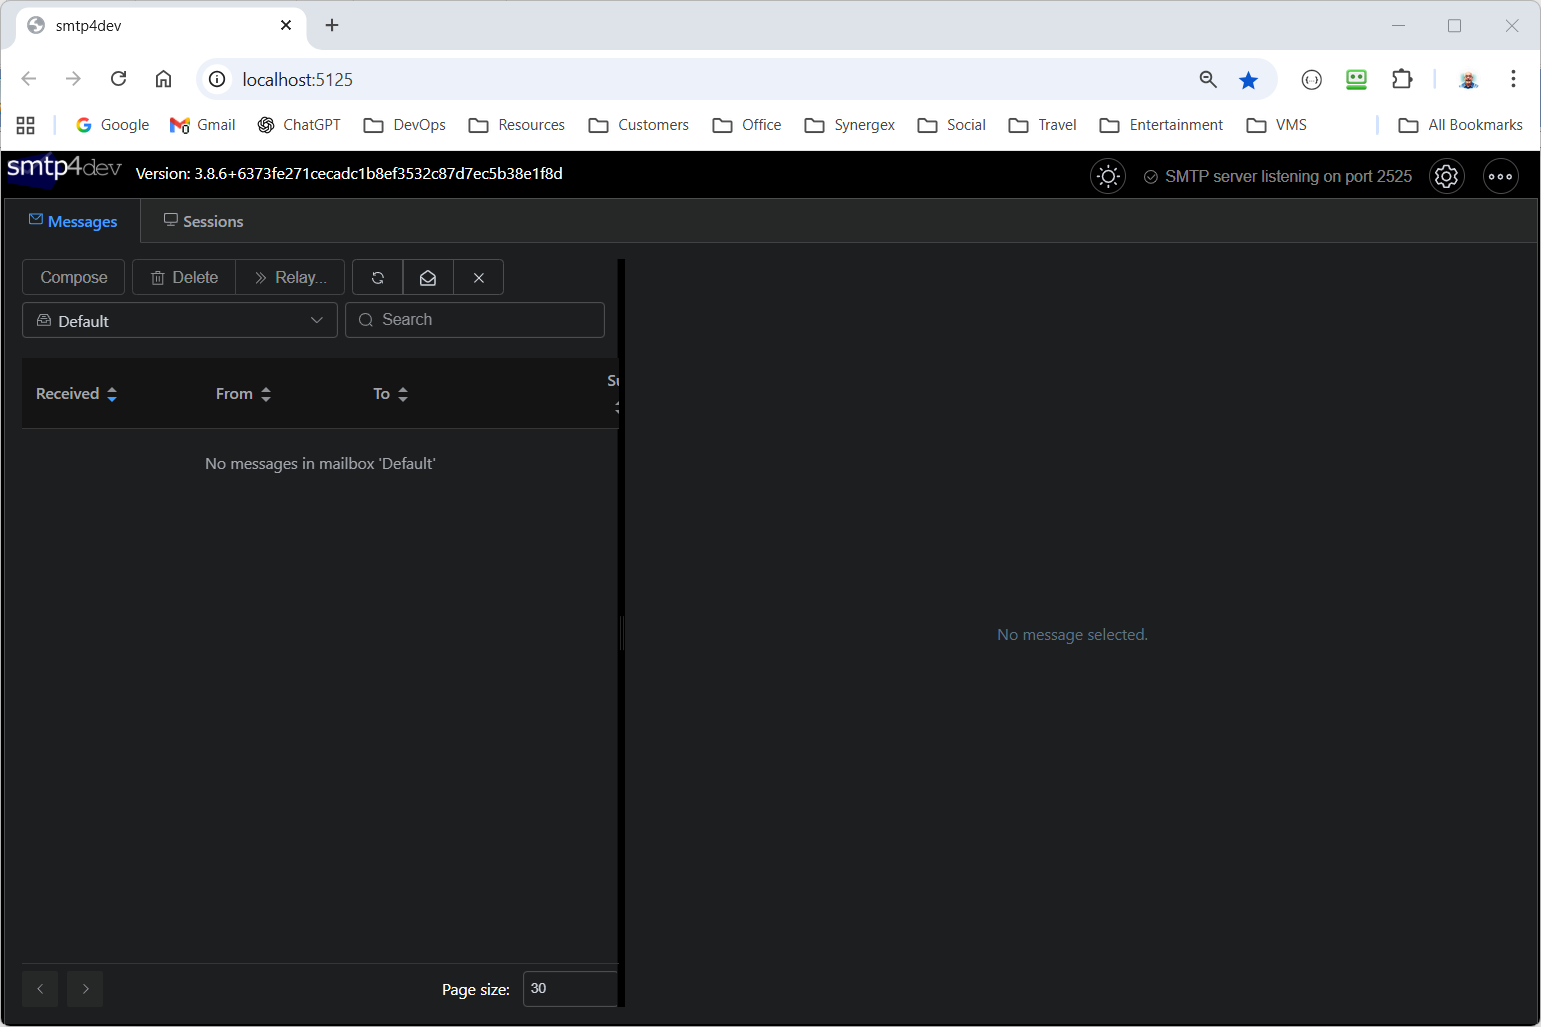 smtp4dev
localhost:5125
Google Gmail ChatGPT DevOps Resources Customers Office Synergex Social Travel Entertainment VMS All Bookmarks
smtp4dev Version: 3.8.6+6373fe271cecadc1b8ef3532c87d7ec5b38e1f8d SMTP server listening on port 2525
Messages Sessions
Compose Delete Relay...
Default Search
Received From To Su
No messages in mailbox 'Default'
No message selected.
Page size: 30